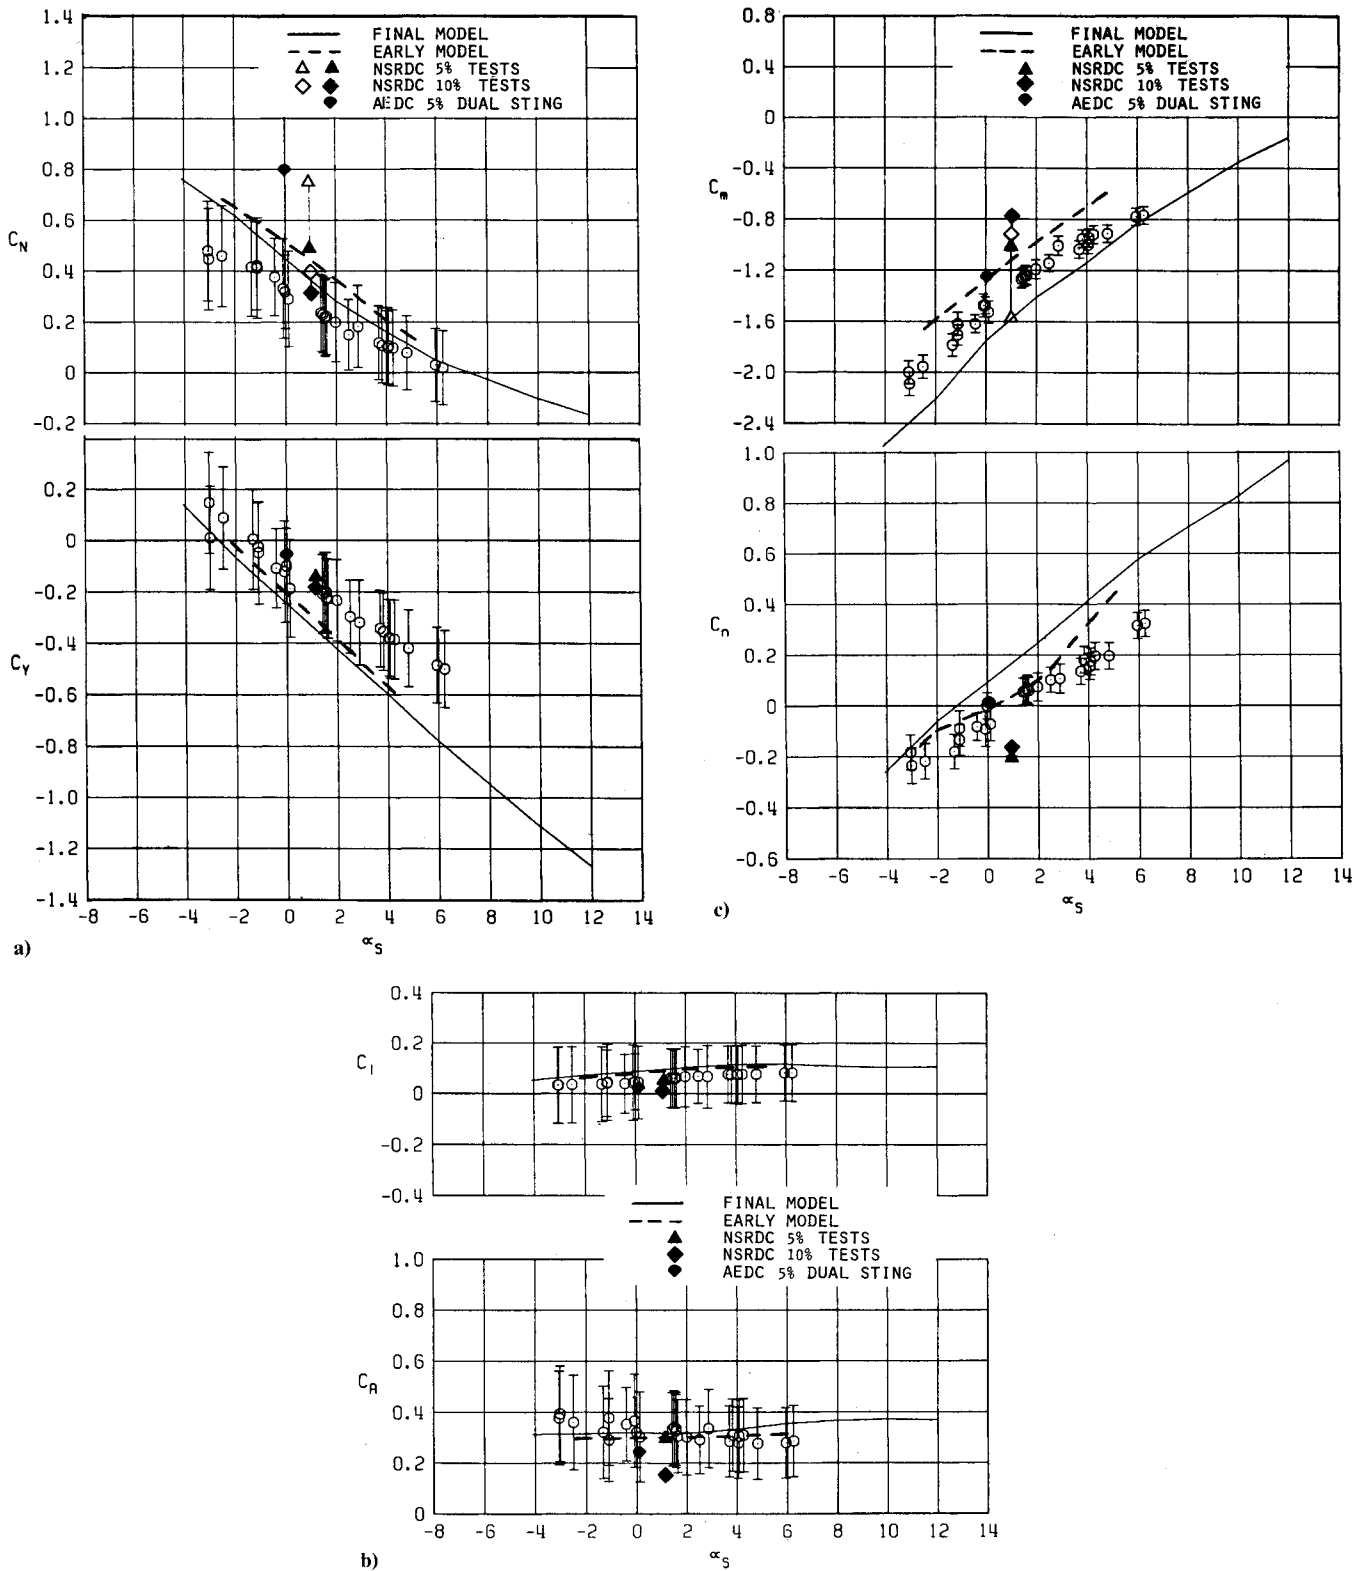 1.4
1.2
1.0
0.8
0.6
0.4
0.2
0
-0.2
C_N
FINAL MODEL
EARLY MODEL
NSRDC 5% TESTS
NSRDC 10% TESTS
AEDC 5% DUAL STING
0.2
0
-0.2
-0.4
-0.6
-0.8
-1.0
-1.2
-1.4
C_Y
-8 -6 -4 -2 0 2 4 6 8 10 12 14
∝_S
a)
0.8
0.4
0
-0.4
-0.8
-1.2
-1.6
-2.0
-2.4
C_m
FINAL MODEL
EARLY MODEL
NSRDC 5% TESTS
NSRDC 10% TESTS
AEDC 5% DUAL STING
1.0
0.8
0.6
0.4
0.2
0
-0.2
-0.4
-0.6
C_n
-8 -6 -4 -2 0 2 4 6 8 10 12 14
∝_S
c)
0.4
0.2
0
-0.2
-0.4
C_l
FINAL MODEL
EARLY MODEL
NSRDC 5% TESTS
NSRDC 10% TESTS
AEDC 5% DUAL STING
1.0
0.8
0.6
0.4
0.2
0
C_A
-8 -6 -4 -2 0 2 4 6 8 10 12 14
∝_S
b)